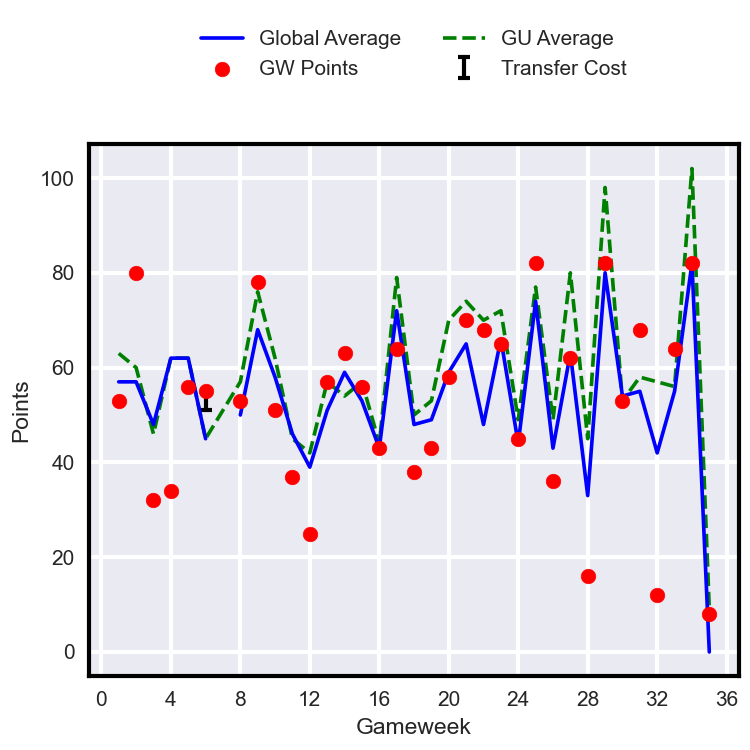 Global Average
GU Average
GW Points
Transfer Cost
Points
100
80
60
40
20
0
0 4 8 12 16 20 24 28 32 36
Gameweek